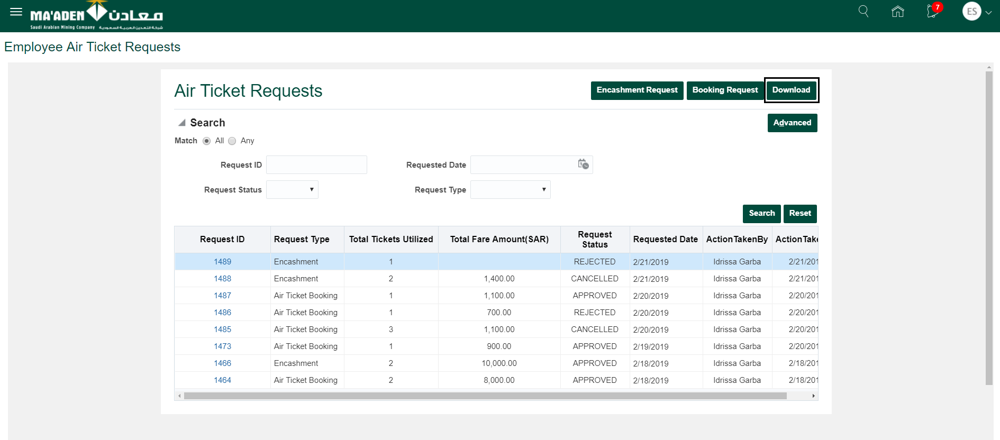 MA'ADEN معادن
Saudi Arabian Mining Company شركة التعدين العربية السعودية
7
ES
Employee Air Ticket Requests
Air Ticket Requests
Encashment Request
Booking Request
Download
Search
Advanced
Match All Any
Request ID
Requested Date
Request Status
Request Type
Search
Reset
Request ID Request Type Total Tickets Utilized Total Fare Amount(SAR) Request Status Requested Date ActionTakenBy ActionTake
1489 Encashment 1 REJECTED 2/21/2019 Idrissa Garba 2/21/201
1488 Encashment 2 1,400.00 CANCELLED 2/21/2019 Idrissa Garba 2/21/201
1487 Air Ticket Booking 1 1,100.00 APPROVED 2/20/2019 Idrissa Garba 2/20/201
1486 Air Ticket Booking 1 700.00 REJECTED 2/20/2019 Idrissa Garba 2/20/201
1485 Air Ticket Booking 3 1,100.00 CANCELLED 2/20/2019 Idrissa Garba 2/20/201
1473 Air Ticket Booking 1 900.00 APPROVED 2/19/2019 Idrissa Garba 2/20/201
1466 Encashment 2 10,000.00 APPROVED 2/18/2019 Idrissa Garba 2/18/201
1464 Air Ticket Booking 2 8,000.00 APPROVED 2/18/2019 Idrissa Garba 2/18/201